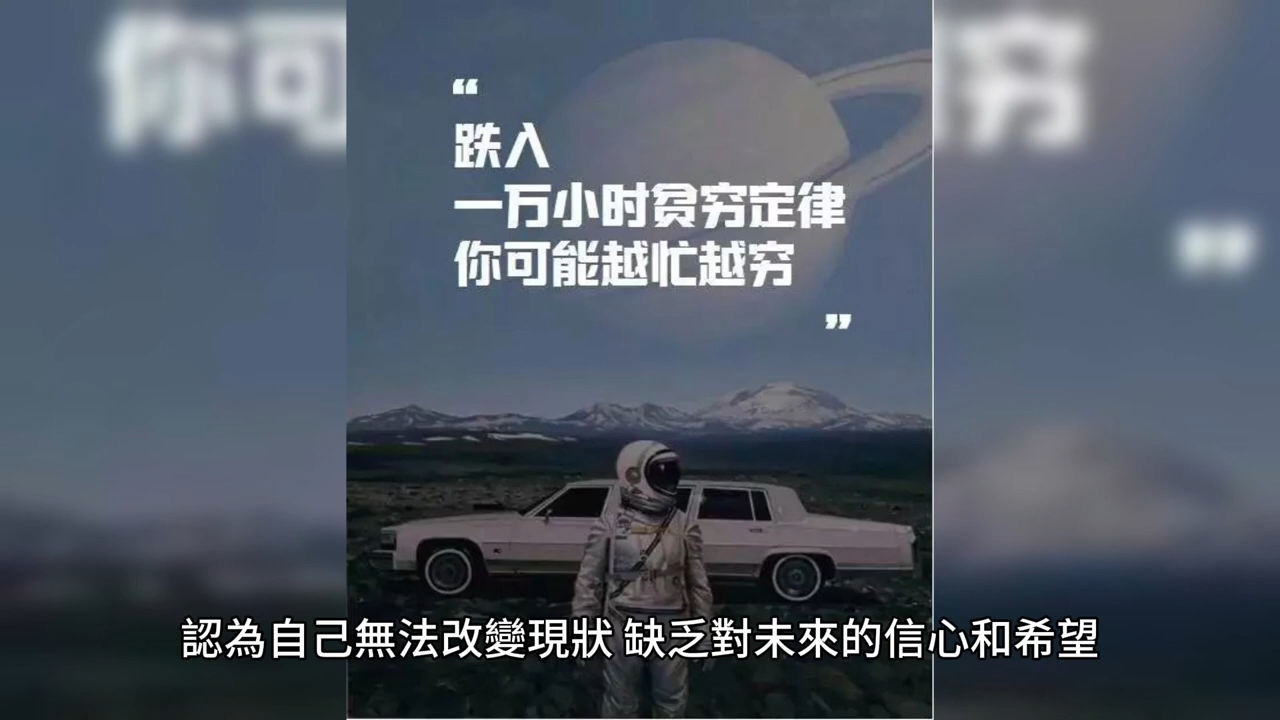 “
跌入
一万小时贫穷定律
你可能越忙越穷
”
認為自己無法改變現狀 缺乏對未來的信心和希望